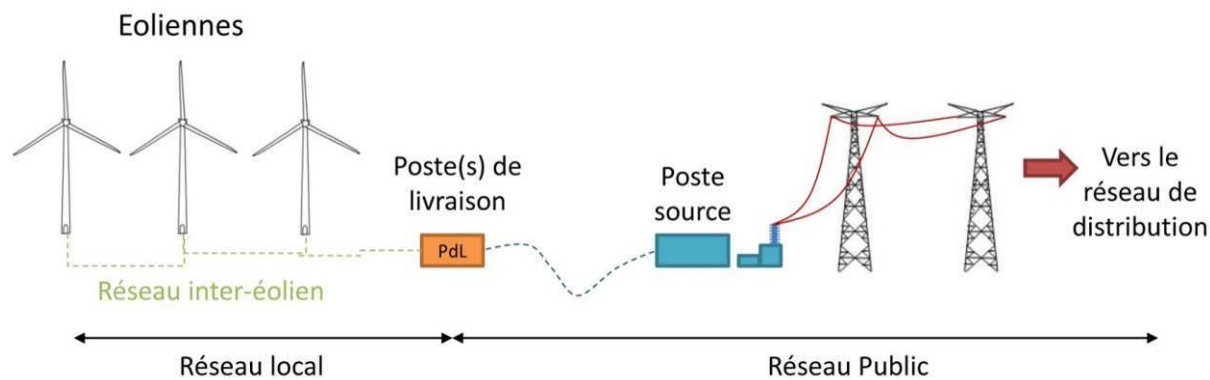 Eoliennes
Poste(s) de
livraison
PdL
Poste
source
Vers le
réseau de
distribution
Réseau inter-éolien
Réseau local
Réseau Public